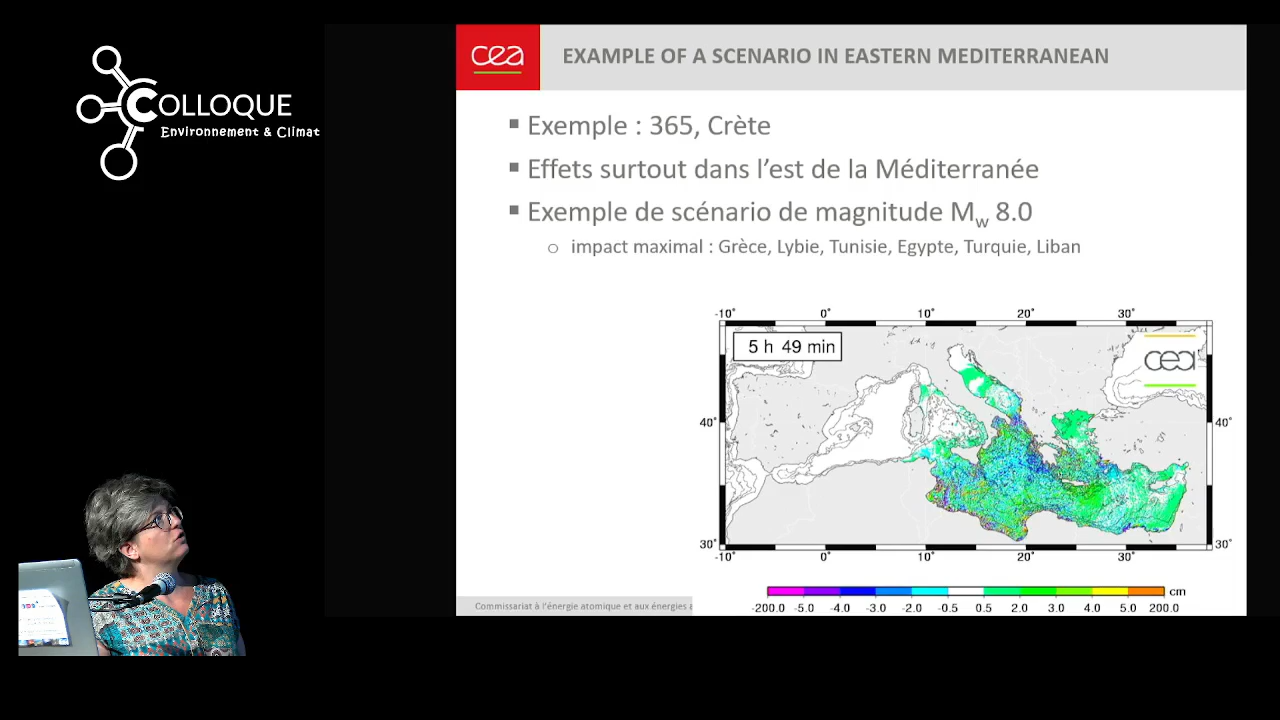 COLLOQUE
Environnement & Climat
cea
EXAMPLE OF A SCENARIO IN EASTERN MEDITERRANEAN
Exemple : 365, Crète
Effets surtout dans l'est de la Méditerranée
Exemple de scénario de magnitude Mw 8.0
impact maximal : Grèce, Lybie, Tunisie, Egypte, Turquie, Liban
-10˚ 0˚ 10˚ 20˚ 30˚
5 h 49 min
cea
40˚ 40˚
30˚ 30˚
-10˚ 0˚ 10˚ 20˚ 30˚
cm
-200.0 -5.0 -4.0 -3.0 -2.0 -0.5 0.5 2.0 3.0 4.0 5.0 200.0
Commissariat à l'énergie atomique et aux énergies a